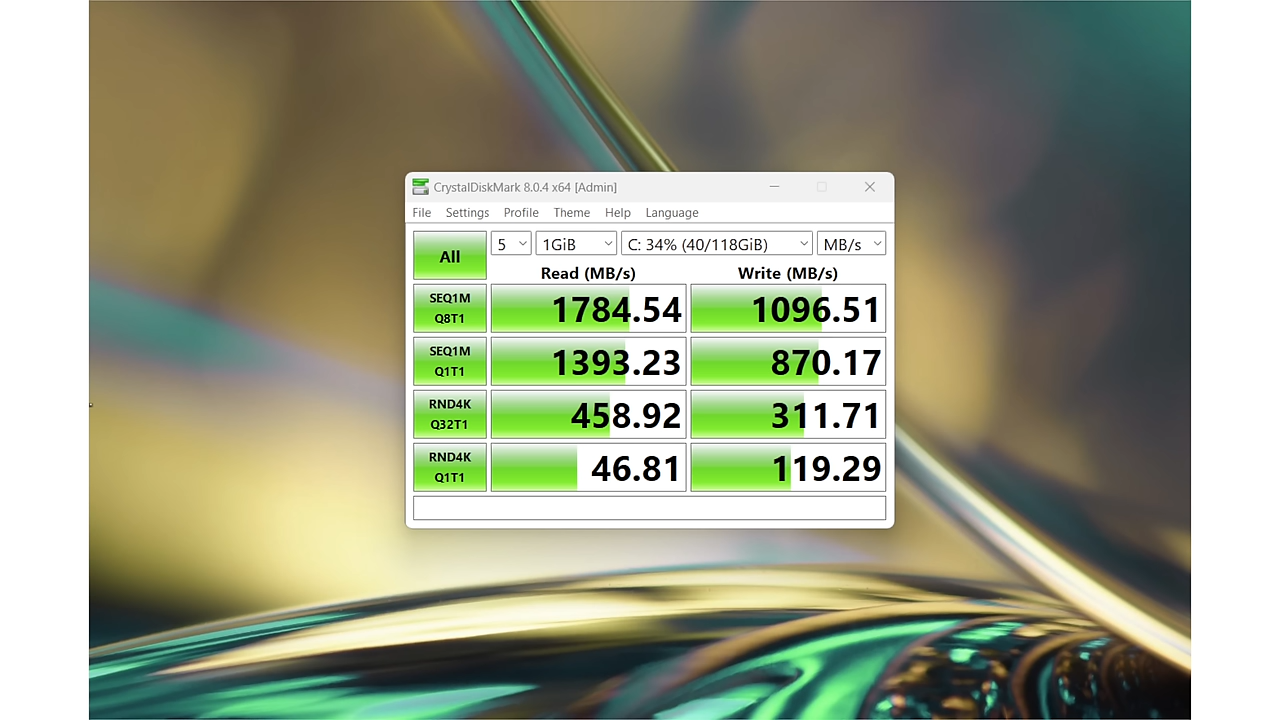 CrystalDiskMark 8.0.4 x64 [Admin]
File Settings Profile Theme Help Language
All 5 1GiB C: 34% (40/118GiB) MB/s
Read (MB/s) Write (MB/s)
SEQ1M
Q8T1 1784.54 1096.51
SEQ1M
Q1T1 1393.23 870.17
RND4K
Q32T1 458.92 311.71
RND4K
Q1T1 46.81 119.29